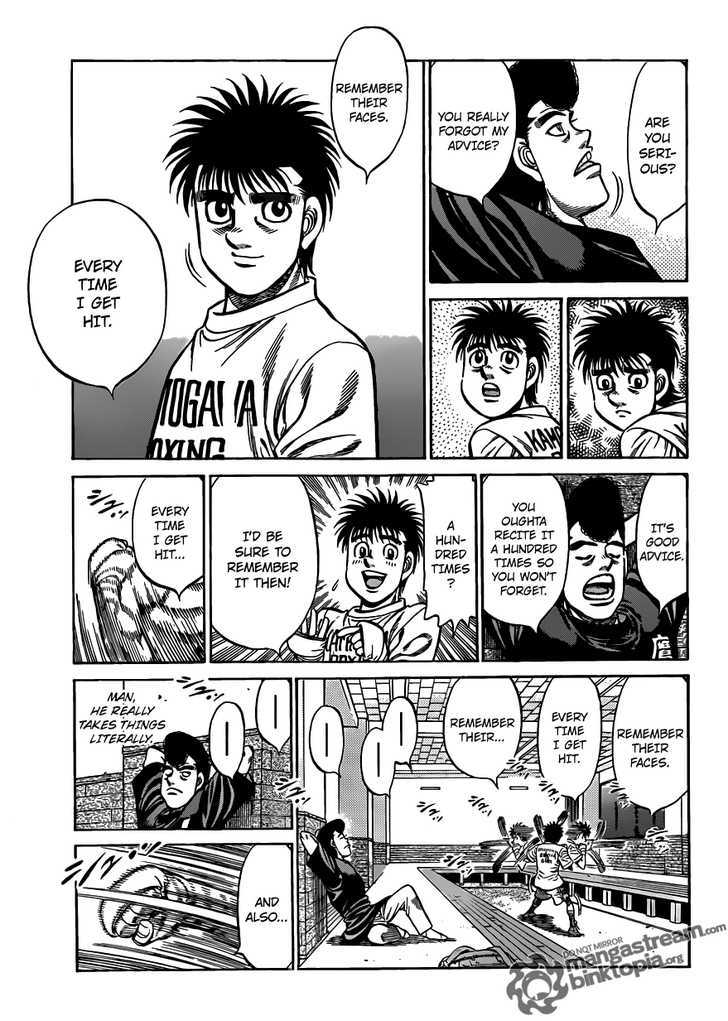 ARE
YOU
SERI-
OUS?
YOU REALLY
FORGOT MY
ADVICE?
REMEMBER
THEIR
FACES.
EVERY
TIME
I GET
HIT.
OGAWA
OXING
KAMO
IT'S
GOOD
ADVICE.
YOU
OUGHTA
RECITE IT
A HUNDRED
TIMES SO
YOU WON'T
FORGET.
A
HUN-
DRED
TIMES?
I'D BE
SURE TO
REMEMBER
IT THEN!
EVERY
TIME
I GET
HIT...
REMEMBER
THEIR
FACES.
EVERY
TIME
I GET
HIT.
REMEMBER
THEIR...
MAN,
HE REALLY
TAKES THINGS
LITERALLY.
AND
ALSO...
DO NOT MIRROR
mangastream.com
binktopia.org